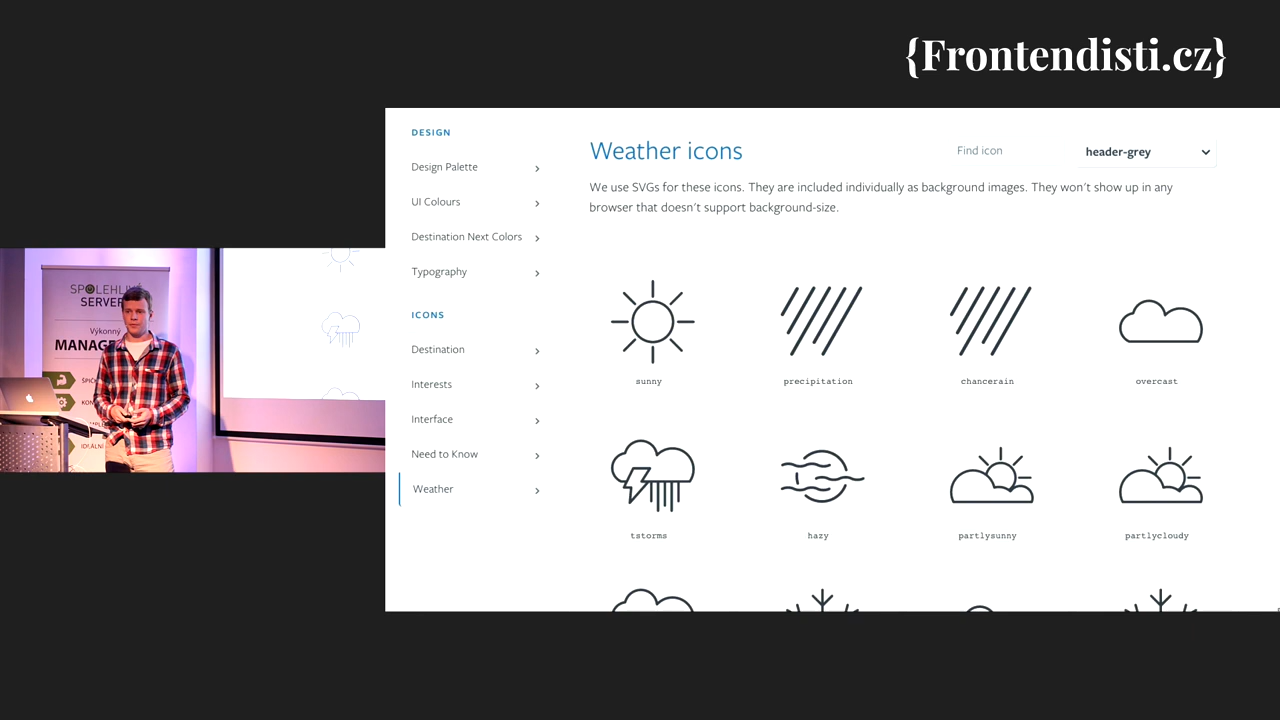 {Frontendisti.cz}
DESIGN
Design Palette
UI Colours
Destination Next Colors
Typography
ICONS
Destination
Interests
Interface
Need to Know
Weather
Weather icons
Find icon
header-grey
We use SVGs for these icons. They are included individually as background images. They won't show up in any
browser that doesn't support background-size.
sunny
precipitation
chancerain
overcast
tstorms
hazy
partlysunny
partlycloudy
SERVER
Výkonný